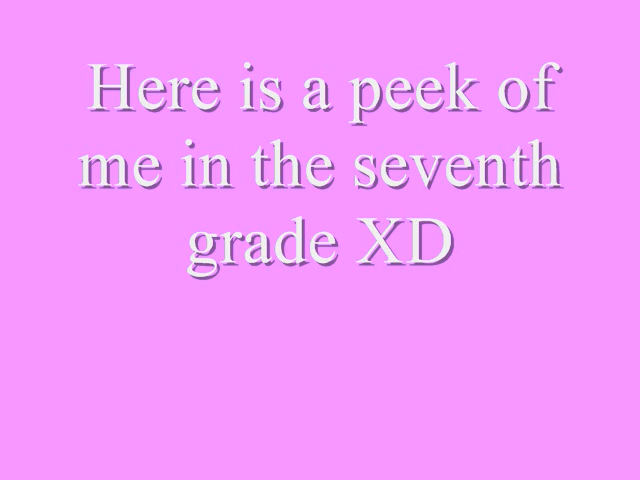 Here is a peek of
me in the seventh
grade XD